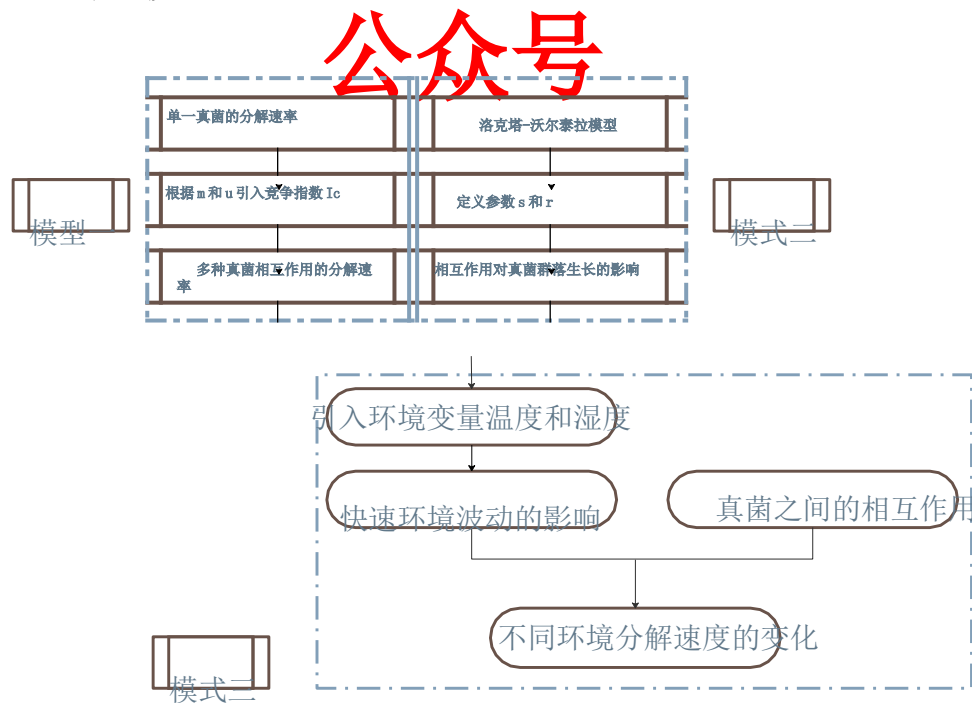 公众号
单一真菌的分解速率
洛克塔-沃尔泰拉模型
根据m和u引入竞争指数Ic
定义参数s和r
模型
模式二
多种真菌相互作用的分解速
率
相互作用对真菌群落生长的影响
引入环境变量温度和湿度
快速环境波动的影响
真菌之间的相互作用
不同环境分解速度的变化
模式三